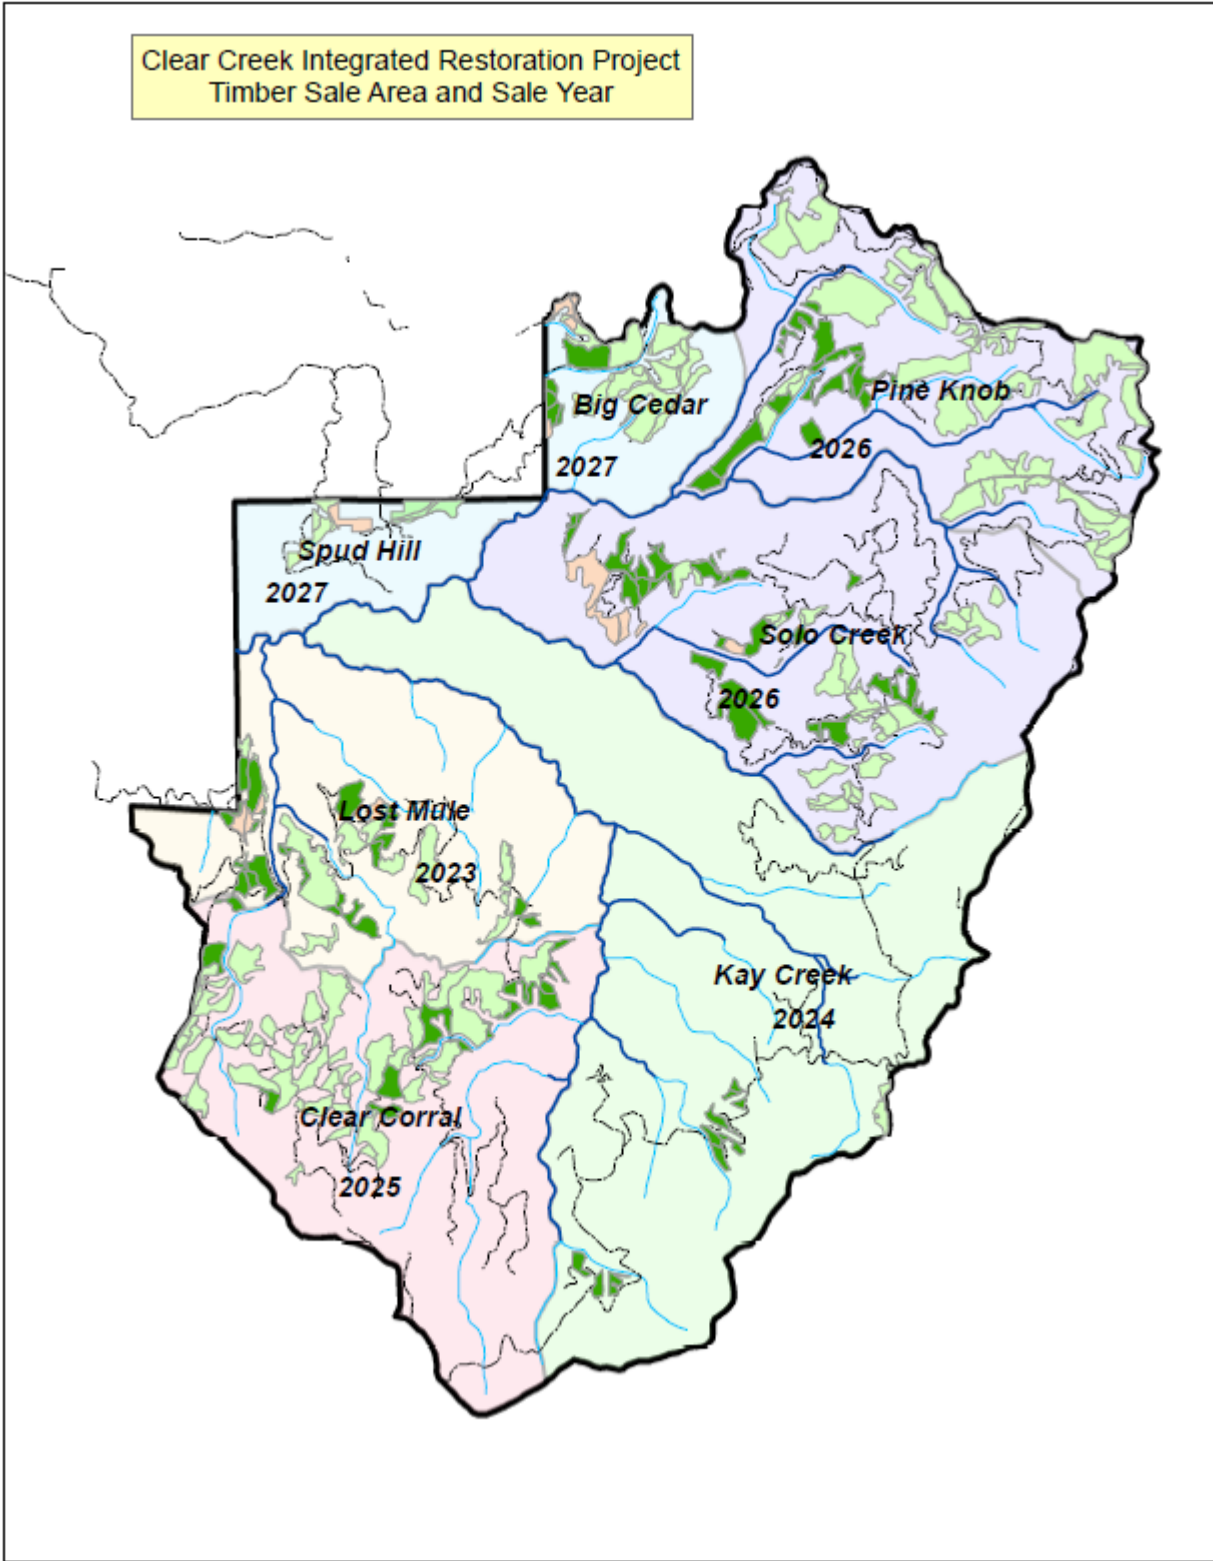 Clear Creek Integrated Restoration Project
Timber Sale Area and Sale Year
Big Cedar
2027
Pine Knob
2026
Spud Hill
2027
Solo Creek
2026
Lost Mule
2023
Kay Creek
2024
Clear Corral
2025